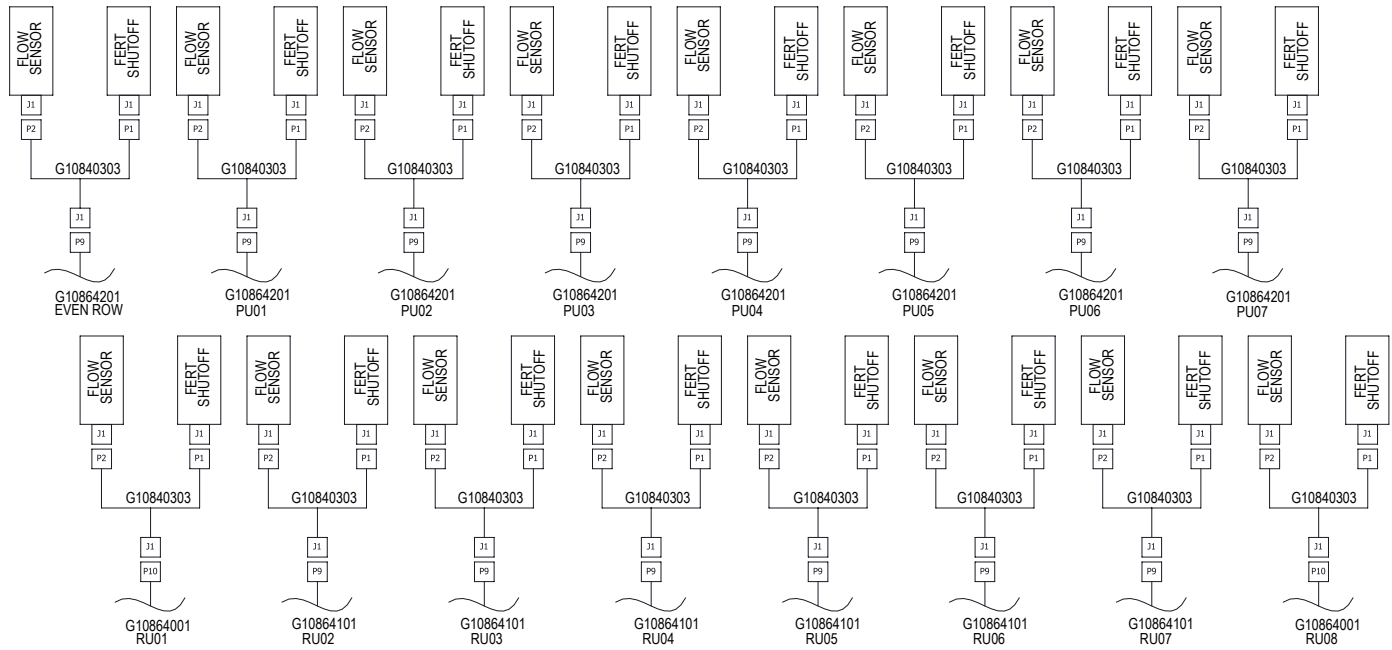 FLOW SENSOR FERT SHUTOFF FLOW SENSOR FERT SHUTOFF FLOW SENSOR FERT SHUTOFF FLOW SENSOR FERT SHUTOFF FLOW SENSOR FERT SHUTOFF FLOW SENSOR FERT SHUTOFF FLOW SENSOR FERT SHUTOFF FLOW SENSOR FERT SHUTOFF
J1 J1 J1 J1 J1 J1 J1 J1 J1 J1 J1 J1 J1 J1 J1 J1
P2 P1 P2 P1 P2 P1 P2 P1 P2 P1 P2 P1 P2 P1 P2 P1
G10840303 G10840303 G10840303 G10840303 G10840303 G10840303 G10840303 G10840303
J1 J1 J1 J1 J1 J1 J1 J1
P9 P9 P9 P9 P9 P9 P9 P9
G10864201 G10864201 G10864201 G10864201 G10864201 G10864201 G10864201 G10864201
EVEN ROW PU01 PU02 PU03 PU04 PU05 PU06 PU07
FLOW SENSOR FERT SHUTOFF FLOW SENSOR FERT SHUTOFF FLOW SENSOR FERT SHUTOFF FLOW SENSOR FERT SHUTOFF FLOW SENSOR FERT SHUTOFF FLOW SENSOR FERT SHUTOFF FLOW SENSOR FERT SHUTOFF FLOW SENSOR FERT SHUTOFF
J1 J1 J1 J1 J1 J1 J1 J1 J1 J1 J1 J1 J1 J1 J1 J1
P2 P1 P2 P1 P2 P1 P2 P1 P2 P1 P2 P1 P2 P1 P2 P1
G10840303 G10840303 G10840303 G10840303 G10840303 G10840303 G10840303 G10840303
J1 J1 J1 J1 J1 J1 J1 J1
P10 P9 P9 P9 P9 P9 P9 P10
G10864001 G10864101 G10864101 G10864101 G10864101 G10864101 G10864101 G10864001
RU01 RU02 RU03 RU04 RU05 RU06 RU07 RU08